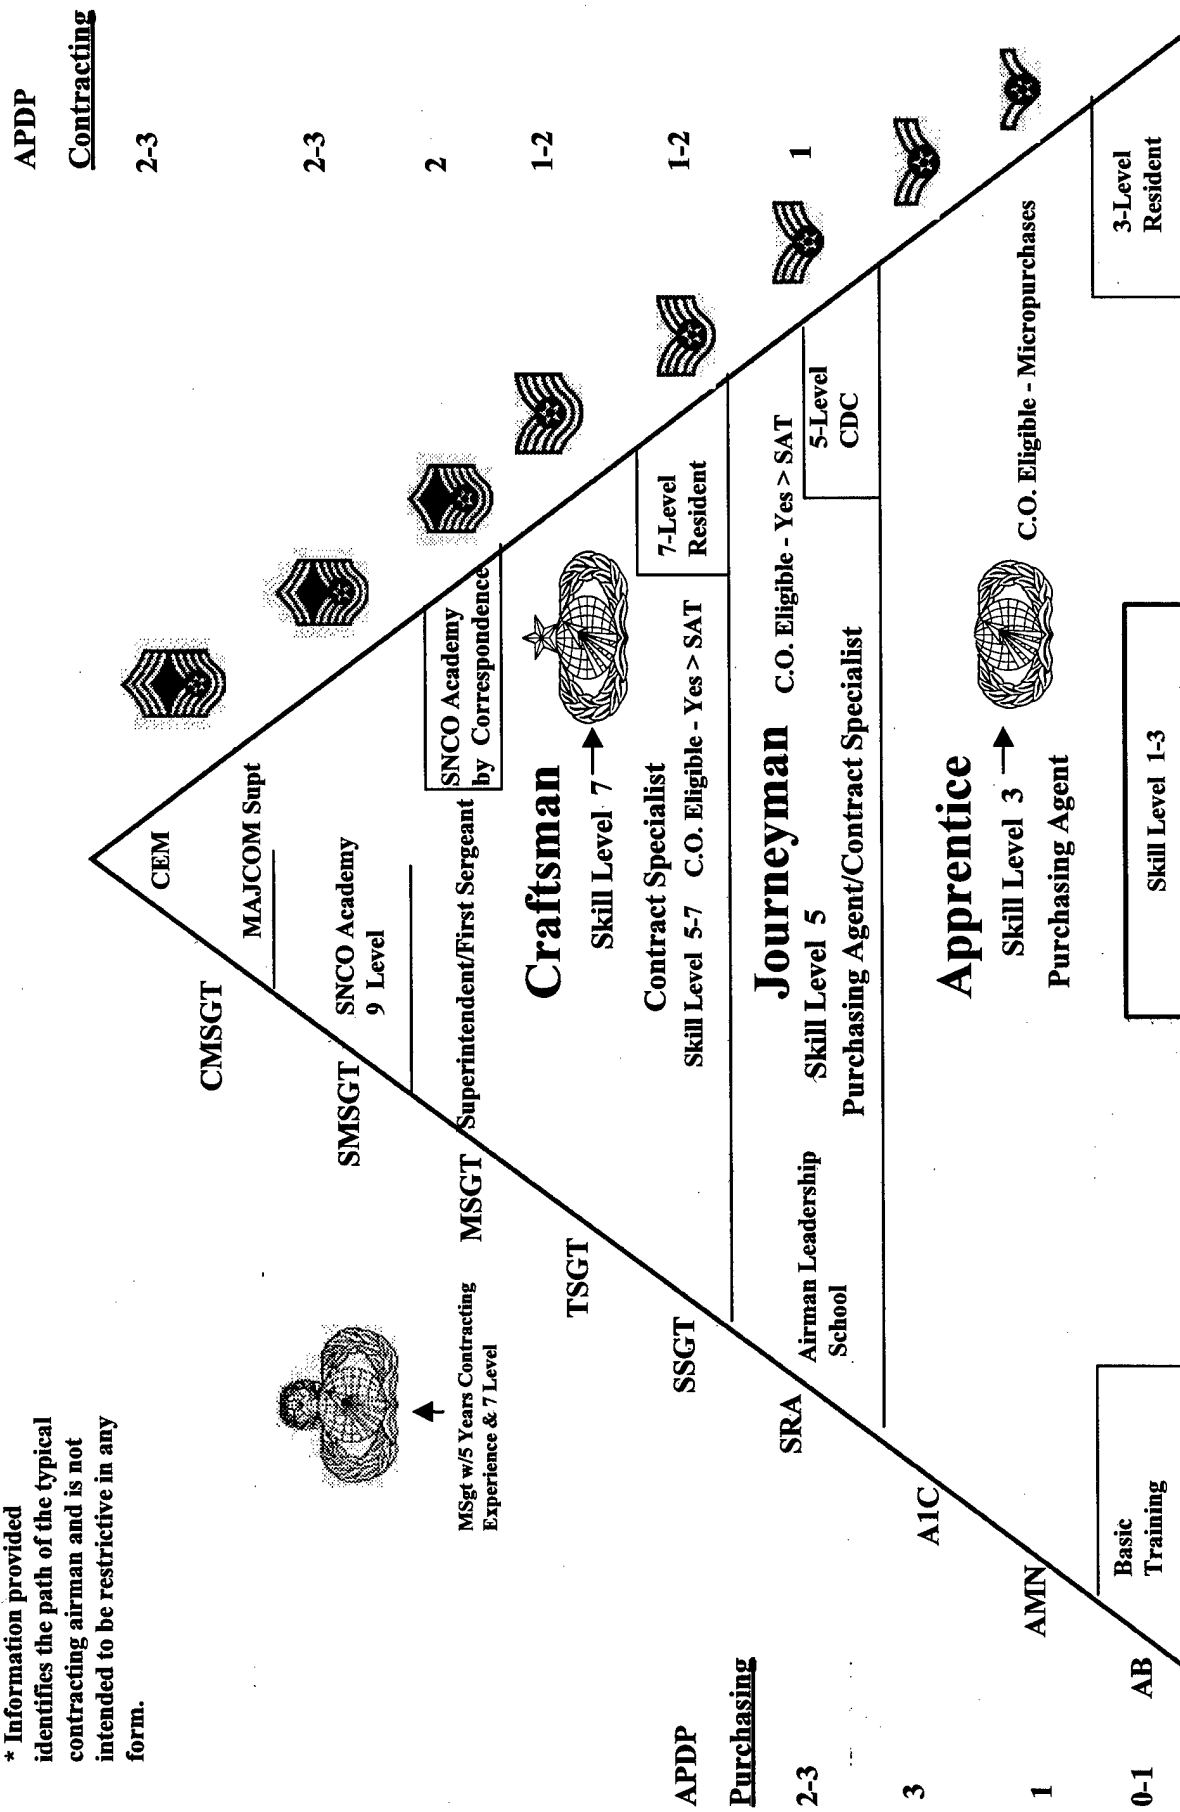 * Information provided
identifies the path of the typical
contracting airman and is not
intended to be restrictive in any
form.
APDP
Contracting
2-3
2-3
2
1-2
1-2
1
CEM
CMSGT
MAJCOM Supt
SNCO Academy
9 Level
SMSGT
SNCO Academy
by Correspondence
Superintendent/First Sergeant
MSGT
MSgt w/5 Years Contracting
Experience & 7 Level
Craftsman
Skill Level 7
TSGT
Contract Specialist
7-Level
Resident
Skill Level 5-7 C.O. Eligible - Yes > SAT
SSGT
Journeyman
C.O. Eligible - Yes > SAT
Skill Level 5
5-Level
CDC
Airman Leadership
School
Purchasing Agent/Contract Specialist
SRA
APDP
Purchasing
2-3
3
1
0-1
A1C
Apprentice
Skill Level 3
C.O. Eligible - Micropurchases
Purchasing Agent
AMN
3-Level
Resident
Basic
Training
Skill Level 1-3
AB